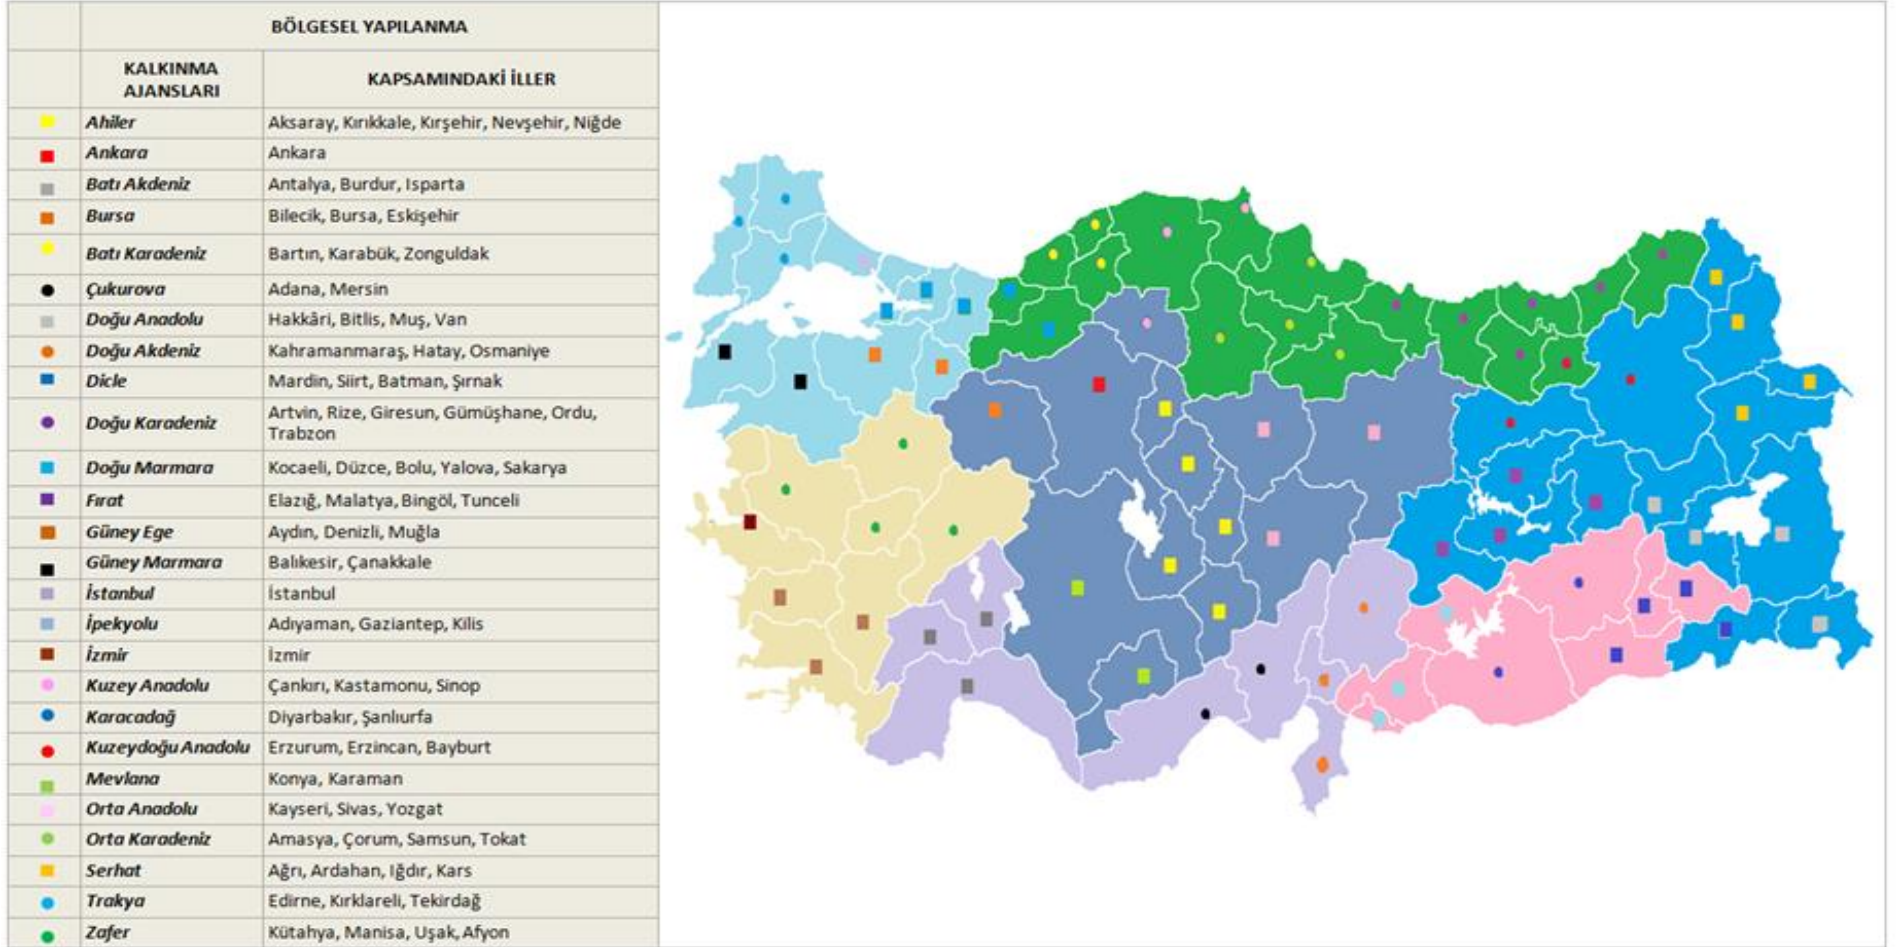 BÖLGESEL YAPILANMA
KALKINMA
AJANSLARI
KAPSAMINDAKİ İLLER
Ahiler Aksaray, Kırıkkale, Kırşehir, Nevşehir, Niğde
Ankara Ankara
Batı Akdeniz Antalya, Burdur, Isparta
Bursa Bilecik, Bursa, Eskişehir
Batı Karadeniz Bartın, Karabük, Zonguldak
Çukurova Adana, Mersin
Doğu Anadolu Hakkâri, Bitlis, Muş, Van
Doğu Akdeniz Kahramanmaraş, Hatay, Osmaniye
Dicle Mardin, Siirt, Batman, Şırnak
Doğu Karadeniz Artvin, Rize, Giresun, Gümüşhane, Ordu,
Trabzon
Doğu Marmara Kocaeli, Düzce, Bolu, Yalova, Sakarya
Fırat Elazığ, Malatya, Bingöl, Tunceli
Güney Ege Aydın, Denizli, Muğla
Güney Marmara Balıkesir, Çanakkale
İstanbul İstanbul
İpekyolu Adıyaman, Gaziantep, Kilis
İzmir İzmir
Kuzey Anadolu Çankırı, Kastamonu, Sinop
Karacadağ Diyarbakır, Şanlıurfa
Kuzeydoğu Anadolu Erzurum, Erzincan, Bayburt
Mevlana Konya, Karaman
Orta Anadolu Kayseri, Sivas, Yozgat
Orta Karadeniz Amasya, Çorum, Samsun, Tokat
Serhat Ağrı, Ardahan, Iğdır, Kars
Trakya Edirne, Kırklareli, Tekirdağ
Zafer Kütahya, Manisa, Uşak, Afyon